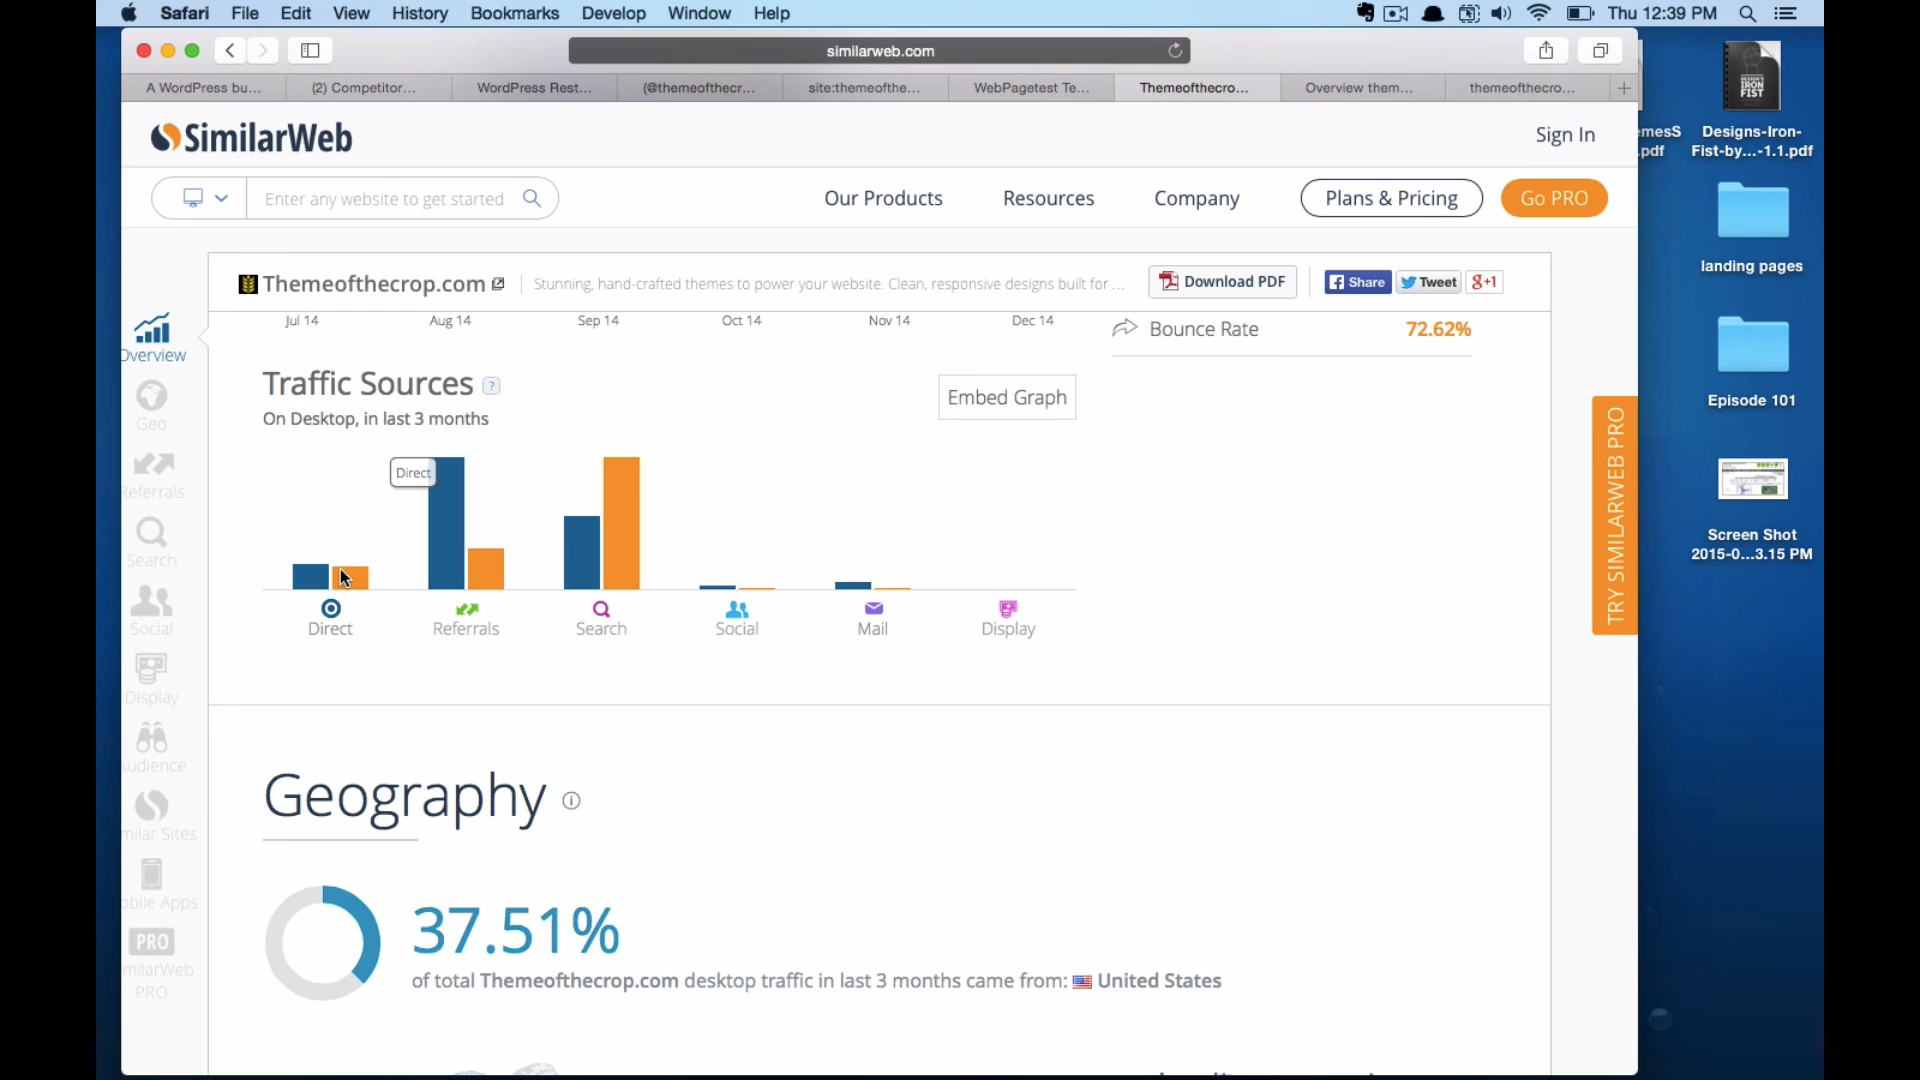 Safari File Edit View History Bookmarks Develop Window Help
Thu 12:39 PM
similarweb.com
A WordPress bu...
(2) Competitor...
WordPress Rest...
(@themeofthecr...
site:themeofthe...
WebPagetest Te...
Themeofthecro...
Overview them...
themeofthecro...
SimilarWeb
Sign In
Enter any website to get started
Our Products
Resources
Company
Plans & Pricing
Go PRO
Themeofthecrop.com
Stunning, hand-crafted themes to power your website. Clean, responsive designs built for ...
Download PDF
Share
Tweet
g+1
Jul 14
Aug 14
Sep 14
Oct 14
Nov 14
Dec 14
Bounce Rate
72.62%
Overview
Geo
Referrals
Search
Social
Display
udience
milar Sites
obile Apps
PRO
milarWeb
PRO
Traffic Sources ?
On Desktop, in last 3 months
Embed Graph
Direct
Direct
Referrals
Search
Social
Mail
Display
TRY SIMILARWEB PRO
Geography
37.51%
of total Themeofthecrop.com desktop traffic in last 3 months came from: United States
emesS
.pdf
DESIGN'S
IRON
FIST
Designs-Iron-
Fist-by...-1.1.pdf
landing pages
Episode 101
Screen Shot
2015-0...3.15 PM